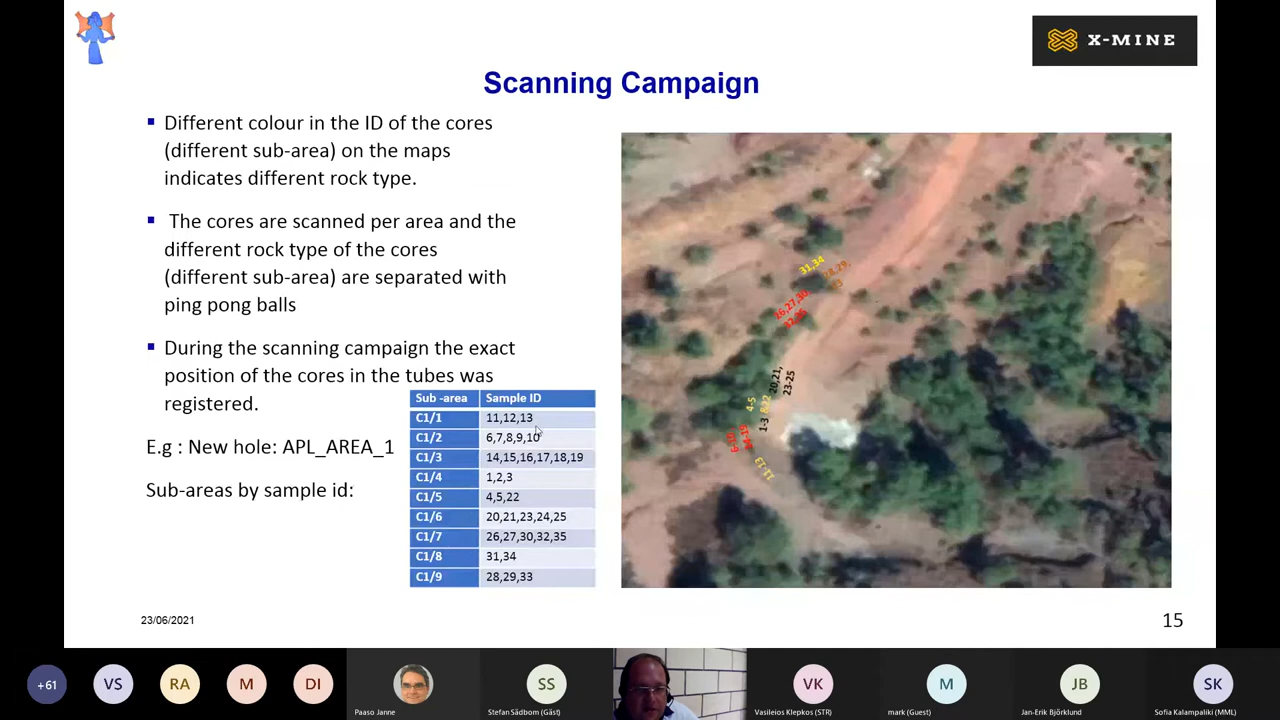 X-MINE
Scanning Campaign
▪ Different colour in the ID of the cores
(different sub-area) on the maps
indicates different rock type.
▪ The cores are scanned per area and the
different rock type of the cores
(different sub-area) are separated with
ping pong balls
▪ During the scanning campaign the exact
position of the cores in the tubes was
registered.
E.g : New hole: APL_AREA_1
Sub-areas by sample id:
Sub -area Sample ID
C1/1 11,12,13
C1/2 6,7,8,9,10
C1/3 14,15,16,17,18,19
C1/4 1,2,3
C1/5 4,5,22
C1/6 20,21,23,24,25
C1/7 26,27,30,32,35
C1/8 31,34
C1/9 28,29,33
31,34
26,27,30,
20,21,
23-25
4-5
1-3
6-10
11-13
23/06/2021
15
+61
VS
RA
M
DI
Paaso Janne
SS
Stefan Sädbom (Gäst)
VK
Vasileios Klepkos (STR)
M
mark (Guest)
JB
Jan-Erik Björklund
SK
Sofia Kalampaliki (MML)